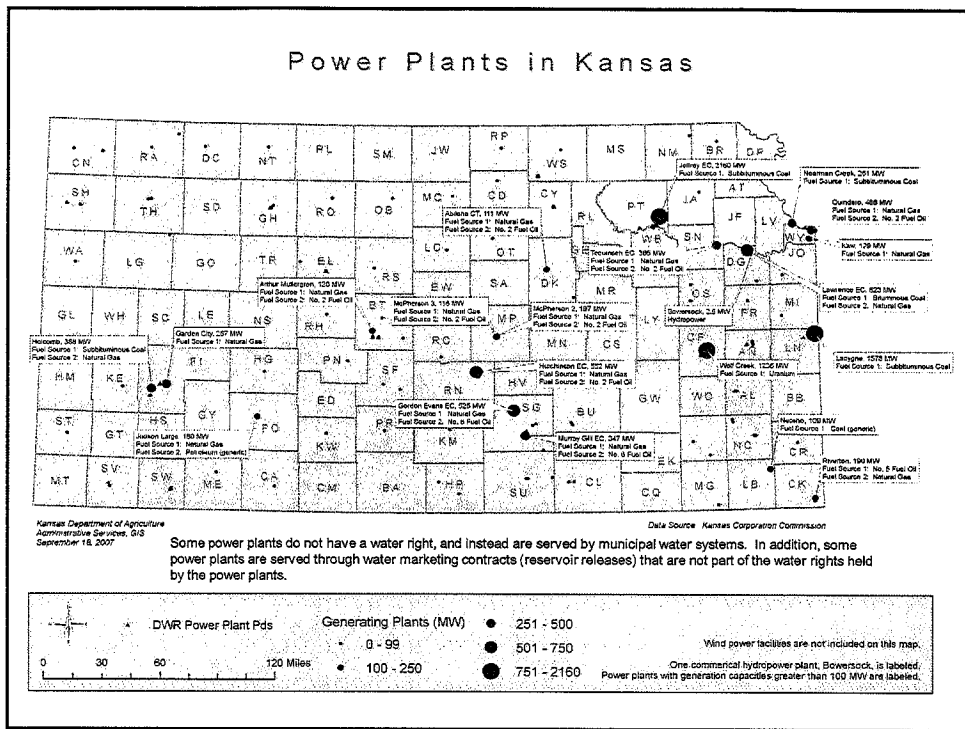 Power Plants in Kansas
CN
RA
DC
NT
PL
SM
JW
RP
WS
MS
NM
BR
DP
Jeffrey EC, 2160 MW
Fuel Source 1: Subbituminous Coal
Nearman Creek, 261 MW
Fuel Source 1: Subbituminous Coal
SH
TH
SD
GH
RO
OB
MC
CD
CY
RL
PT
JA
AT
JF
LV
WY
Quindaro,
Fuel Source 1: Natural Gas
Fuel Source 2: No. 2 Fuel Oil
Abilene CT, 111 MW
Fuel Source 1: Natural Gas
Fuel Source 2: No. 2 Fuel Oil
WB
SN
DG
JO
Kaw, 129 MW
Fuel Source 1: Natural Gas
WA
LG
GO
TR
EL
RS
LC
OT
DK
GE
Tecumseh EC,
Fuel Source 1: Natural Gas
Fuel Source 2: No. 2 Fuel Oil
Arthur Mullergren, 120 MW
Fuel Source 1: Natural Gas
Fuel Source 2: No. 2 Fuel Oil
EW
SA
MR
OS
FR
MI
Lawrence EC, 623 MW
Fuel Source 1: Bituminous Coal
Fuel Source 2: Natural Gas
McPherson 3, 116 MW
Fuel Source 1: Natural Gas
Fuel Source 2: No. 2 Fuel Oil
McPherson 2, 197 MW
Fuel Source 1: Natural Gas
Fuel Source 2: No. 2 Fuel Oil
Bowersock, 2.5 MW
Hydropower
GL
WH
SC
LE
NS
RH
BT
RC
MP
MN
CS
LY
CF
AN
LN
Garden City, 257 MW
Fuel Source 1: Natural Gas
Holcomb, 358 MW
Fuel Source 1: Subbituminous Coal
Fuel Source 2: Natural Gas
Lacygne, 1578 MW
Fuel Source 1: Subbituminous Coal
Wolf Creek, 1236 MW
Fuel Source 1: Uranium
HM
KE
FI
HG
PN
SF
RN
HV
Hutchinson EC,
Fuel Source 1: Natural Gas
Fuel Source 2: No. 2 Fuel Oil
GW
WO
AL
BB
ED
Gordon Evans EC, 525 MW
Fuel Source 1: Natural Gas
Fuel Source 2: No. 6 Fuel Oil
SG
BU
ST
GT
HS
GY
FO
KW
PR
KM
Murray Gill EC, 347 MW
Fuel Source 1: Natural Gas
Fuel Source 2: No. 6 Fuel Oil
EK
NO
CR
Fuel Source 1: Coal (generic)
Judson Large, 150 MW
Fuel Source 1: Natural Gas
Fuel Source 2: Petroleum (generic)
Riverton, 190 MW
Fuel Source 1: No. 5 Fuel Oil
Fuel Source 2: Natural Gas
MT
SV
SW
ME
CA
CM
BA
HP
SU
CL
CQ
MG
LB
CK
Kansas Department of Agriculture
Administrative Services, GIS
September 18, 2007
Data Source: Kansas Corporation Commission
Some power plants do not have a water right, and instead are served by municipal water systems. In addition, some
power plants are served through water marketing contracts (reservoir releases) that are not part of the water rights held
by the power plants.
DWR Power Plant Pds
Generating Plants (MW)
0 - 99
100 - 250
251 - 500
501 - 750
751 - 2160
0 30 60 120 Miles
Wind power facilities are not included on this map.
One commerical hydropower plant, Bowersock, is labeled.
Power plants with generation capacities greater than 100 MW are labeled.